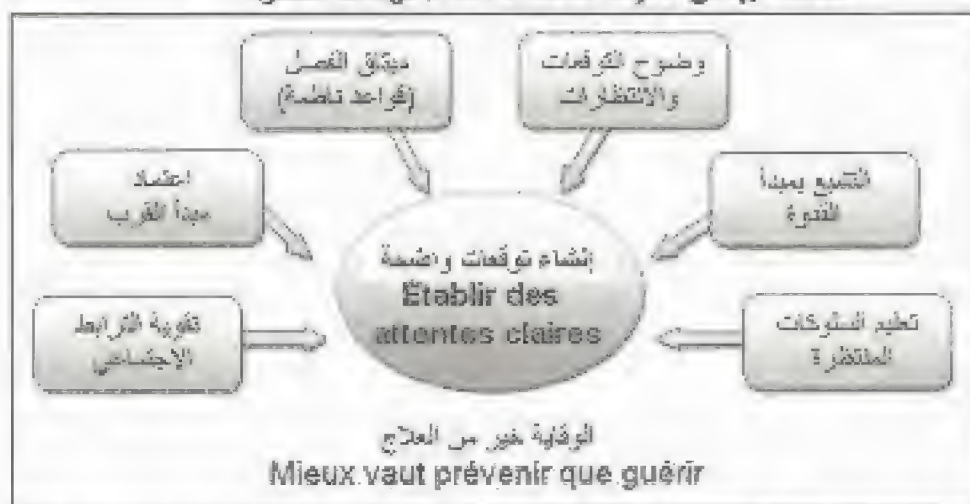 وضوح التوقعات
والانتظارات
ميثاق الفصل
(قواعد ناظمة)
التشبع بمبدأ
القدوة
اعتماد
مبدأ القرب
إنشاء توقعات واضحة
Etablir des
attentes claires
تعليم السلوكات
المنتظرة
تقوية الترابط
الاجتماعي
الوقاية خير من العلاج
Mieux vaut prévenir que guérir